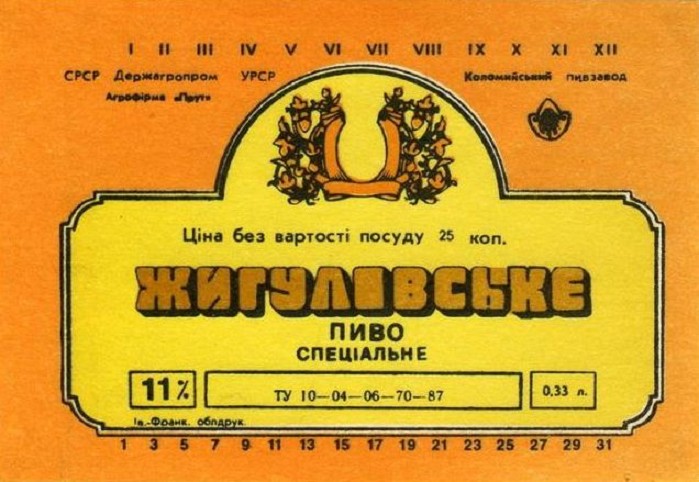 I II III IV V VI VII VIII IX X XI XII
СРСР Держагропром УРСР Коломийський пивзавод
Агрофірма «Прут»
Ціна без вартості посуду 25 коп.
ЖИГУЛІВСЬКЕ
ПИВО
СПЕЦІАЛЬНЕ
11% ТУ 10—04—06—70—87 0,33 л.
Ів.-Франк. облдрук.
1 3 5 7 9 11 13 15 17 19 21 23 25 27 29 31